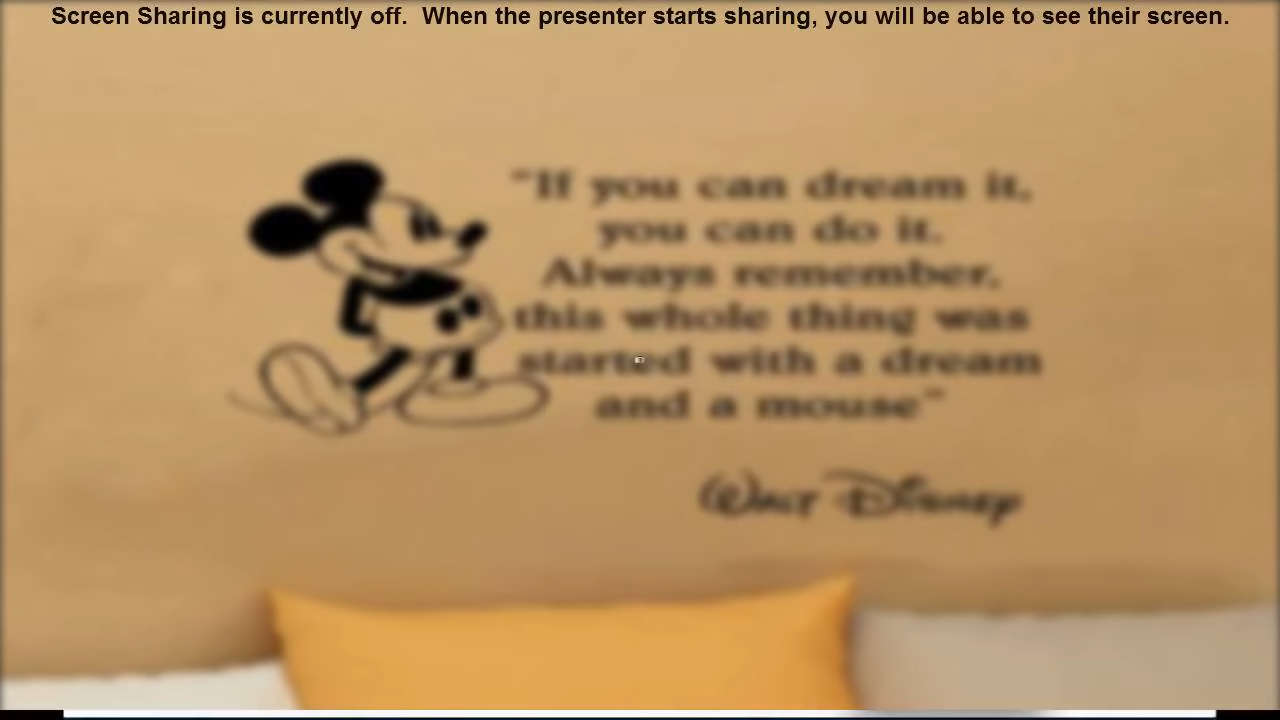 Screen Sharing is currently off.  When the presenter starts sharing, you will be able to see their screen.
"If you can dream it,
you can do it.
Always remember,
this whole thing was
started with a dream
and a mouse"
Walt Disney